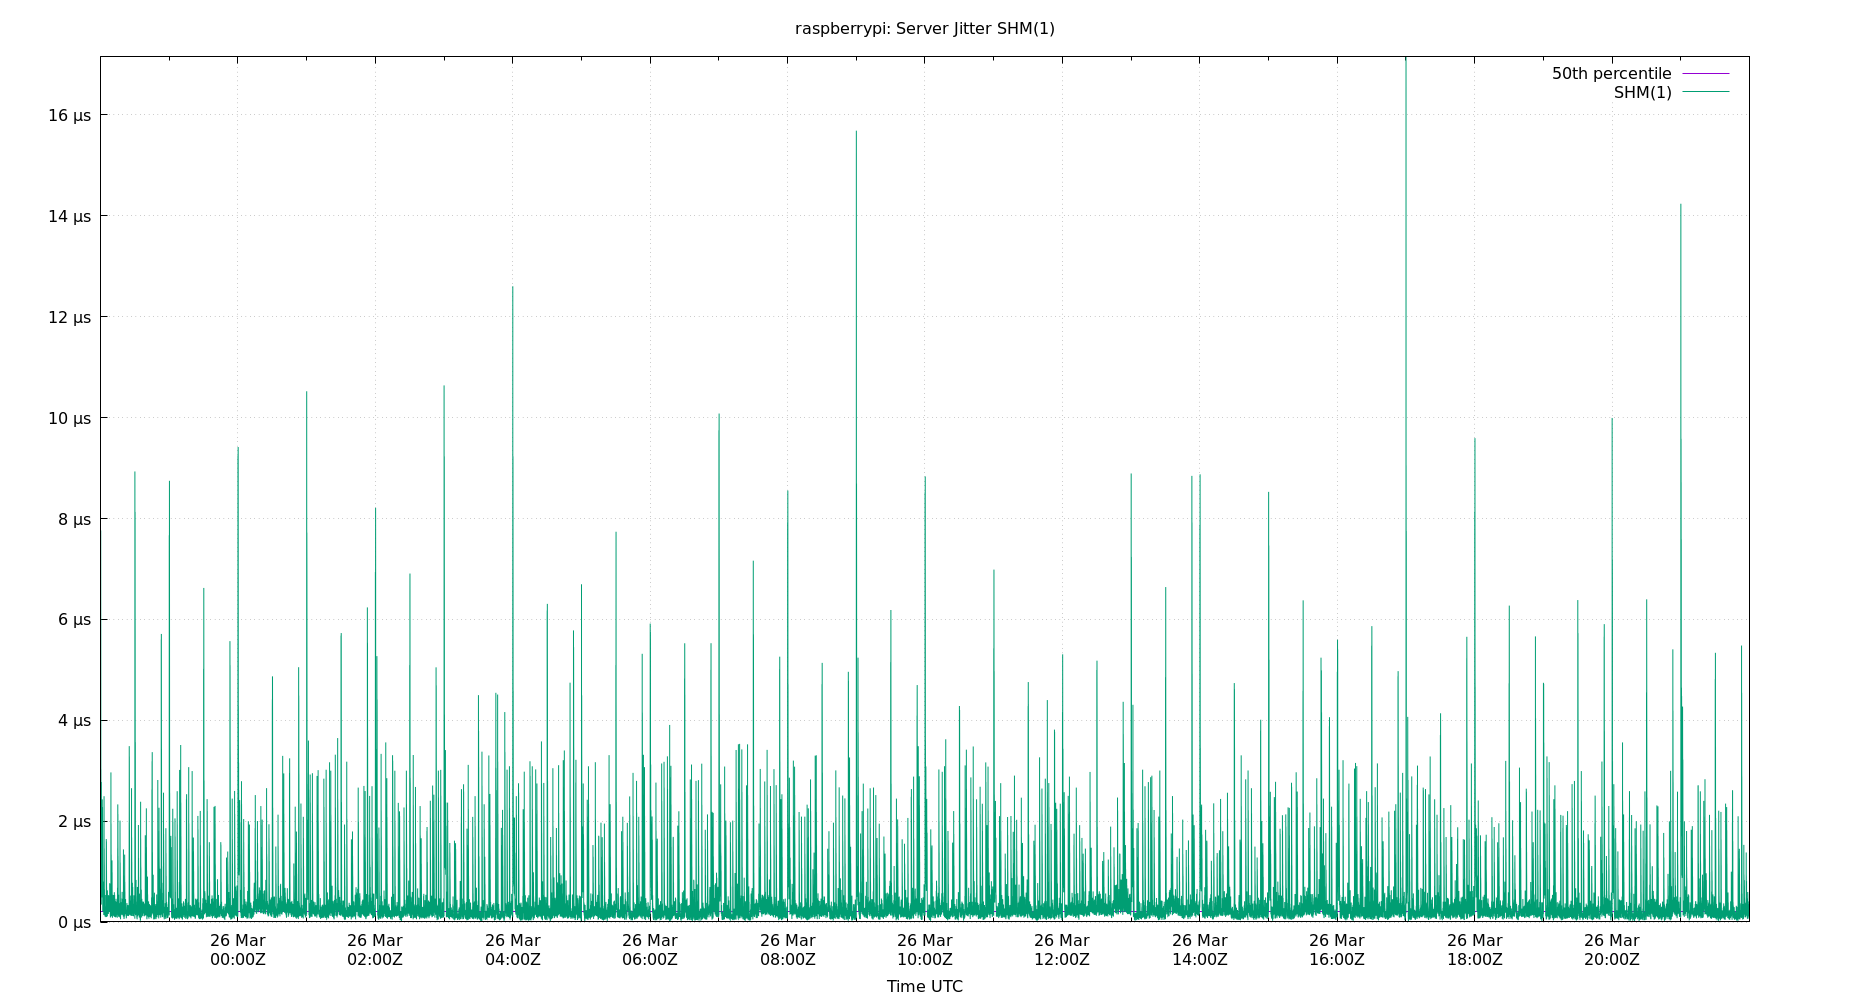 raspberrypi: Server Jitter SHM(1)
50th percentile
SHM(1)
16 µs
14 µs
12 µs
10 µs
8 µs
6 µs
4 µs
2 µs
0 µs
26 Mar 26 Mar 26 Mar 26 Mar 26 Mar 26 Mar 26 Mar 26 Mar 26 Mar 26 Mar 26 Mar
00:00Z 02:00Z 04:00Z 06:00Z 08:00Z 10:00Z 12:00Z 14:00Z 16:00Z 18:00Z 20:00Z
Time UTC